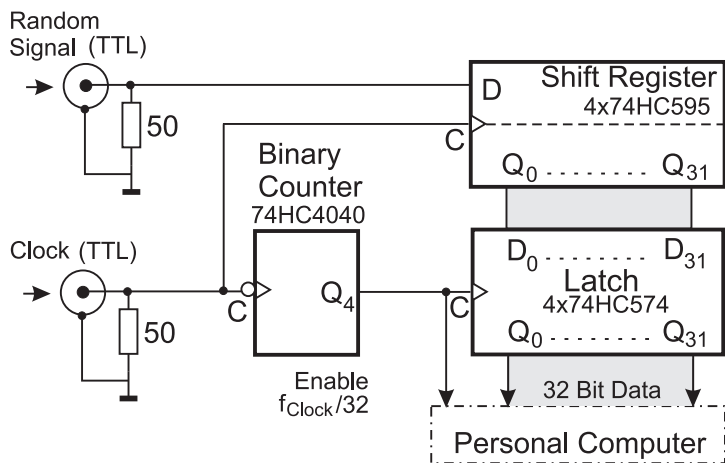 Random
Signal (TTL)
50
D
Shift Register
4x74HC595
C
Q0 ........ Q31
Binary
Counter
74HC4040
Clock (TTL)
50
C
Q4
C
D0 ........ D31
Latch
4x74HC574
Q0 ........ Q31
Enable
fClock/32
32 Bit Data
Personal Computer